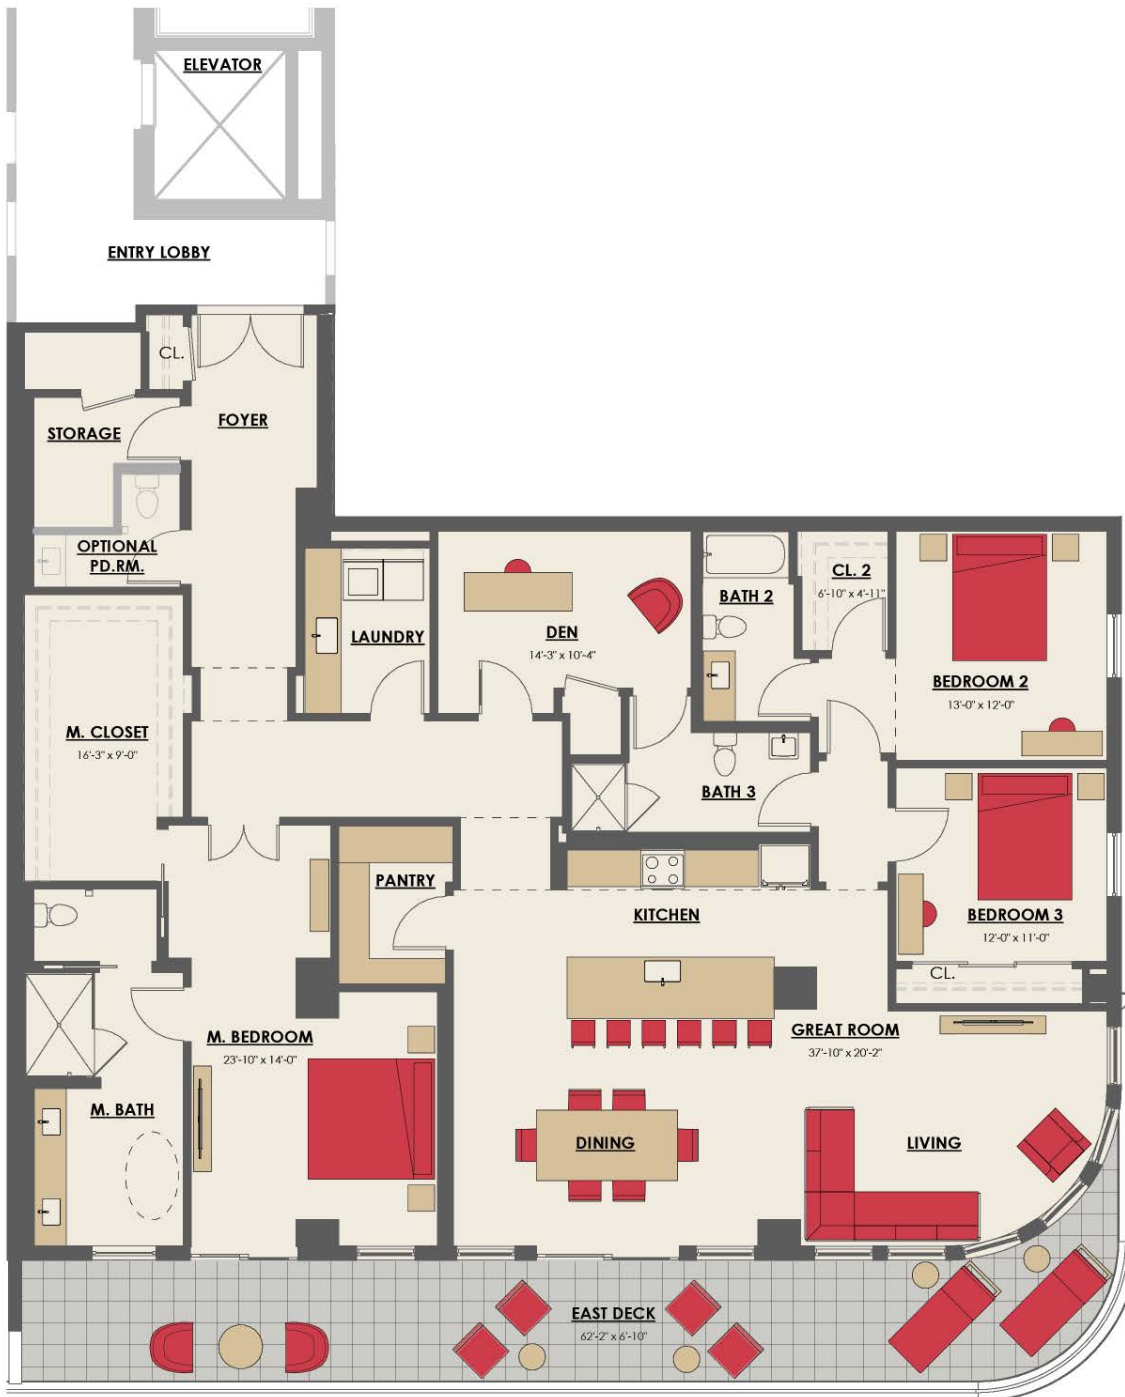 ELEVATOR
ENTRY LOBBY
CL.
FOYER
STORAGE
OPTIONAL
PD.RM.
LAUNDRY
DEN
14'-3" x 10'-4"
BATH 2
CL. 2
6'-10" x 4'-11"
BEDROOM 2
13'-0" x 12'-0"
M. CLOSET
16'-3" x 9'-0"
BATH 3
PANTRY
KITCHEN
BEDROOM 3
12'-0" x 11'-0"
CL.
M. BEDROOM
23'-10" x 14'-0"
GREAT ROOM
37'-10" x 20'-2"
M. BATH
DINING
LIVING
EAST DECK
62'-2" x 6'-10"